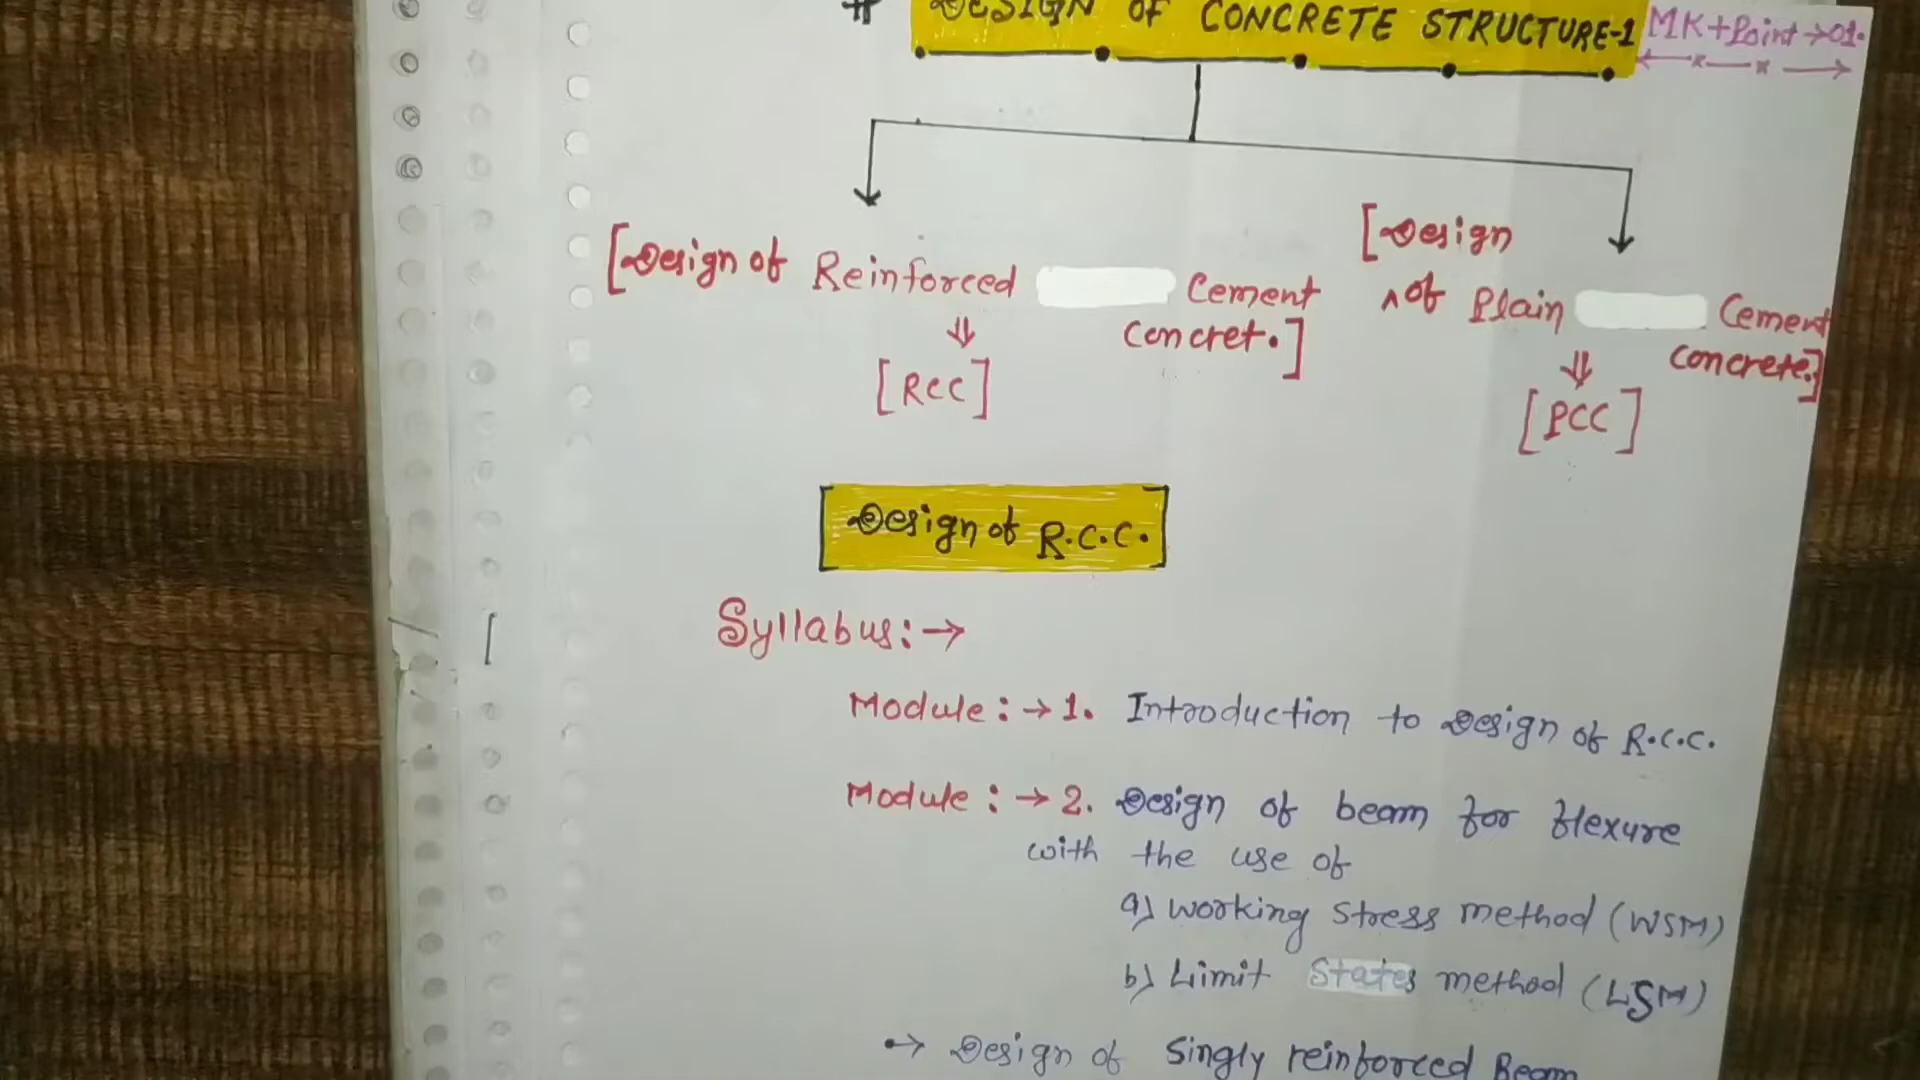 # DESIGN OF CONCRETE STRUCTURE-1
MK+Point→01.
[Design of Reinforced Cement
Concret.]
⇓
[RCC]
[Design
^of Plain Cement
Concrete.]
⇓
[PCC]
[Design of R.C.C.]
Syllabus:→
Module:→1. Introduction to Design of R.C.C.
Module:→2. Design of beam for flexure
with the use of
a) Working Stress method (WSM)
b) Limit States method (LSM)
•→ Design of Singly reinforced Beam